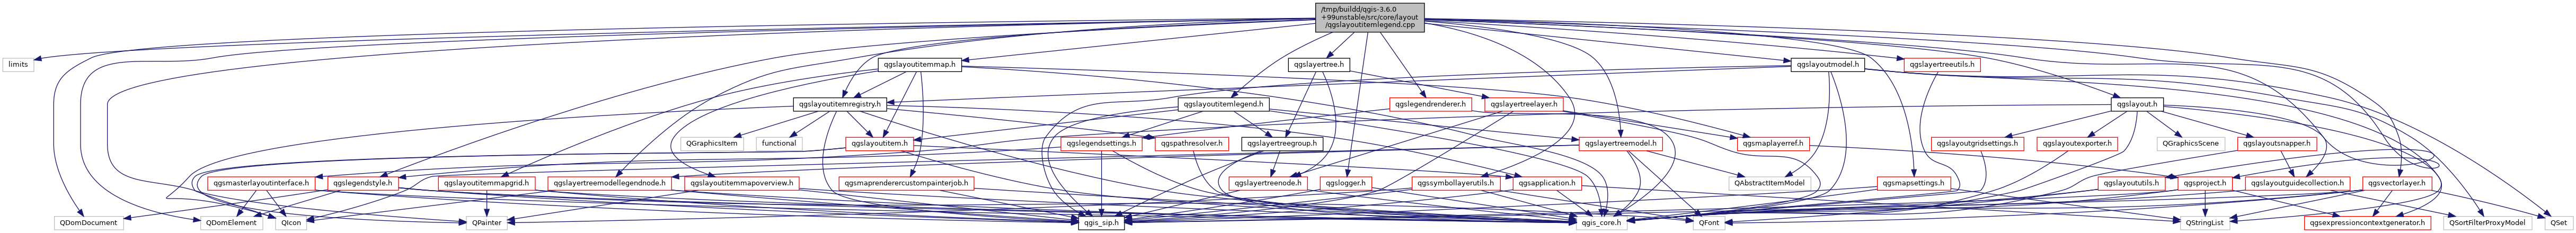 /tmp/buildd/qgis-3.6.0
+99unstable/src/core/layout
/qgslayoutitemlegend.cpp
limits
qgslayoutitemmap.h
qgslayertree.h
qgslayoutmodel.h
qgslayertreeutils.h
qgslayoutitemregistry.h
qgslayoutitemlegend.h
qgslegendrenderer.h
qgslayertreelayer.h
qgslayout.h
QGraphicsItem
functional
qgslayoutitem.h
qgslegendsettings.h
qgspathresolver.h
qgslayertreegroup.h
qgslayertreemodel.h
qgsmaplayerref.h
qgslayoutgridsettings.h
qgslayoutexporter.h
QGraphicsScene
qgslayoutsnapper.h
qgsmasterlayoutinterface.h
qgslegendstyle.h
qgslayoutitemmapgrid.h
qgslayertreemodellegendnode.h
qgslayoutitemmapoverview.h
qgsmaprendercustompainterjob.h
qgslayertreenode.h
qgslogger.h
qgssymbollayerutils.h
qgsapplication.h
QAbstractItemModel
qgsmapsettings.h
qgslayoututils.h
qgsproject.h
qgslayoutguidecollection.h
qgsvectorlayer.h
QDomDocument
QDomElement
QIcon
QPainter
qgis_sip.h
qgis_core.h
QFont
QStringList
qgsexpressioncontextgenerator.h
QSortFilterProxyModel
QSet